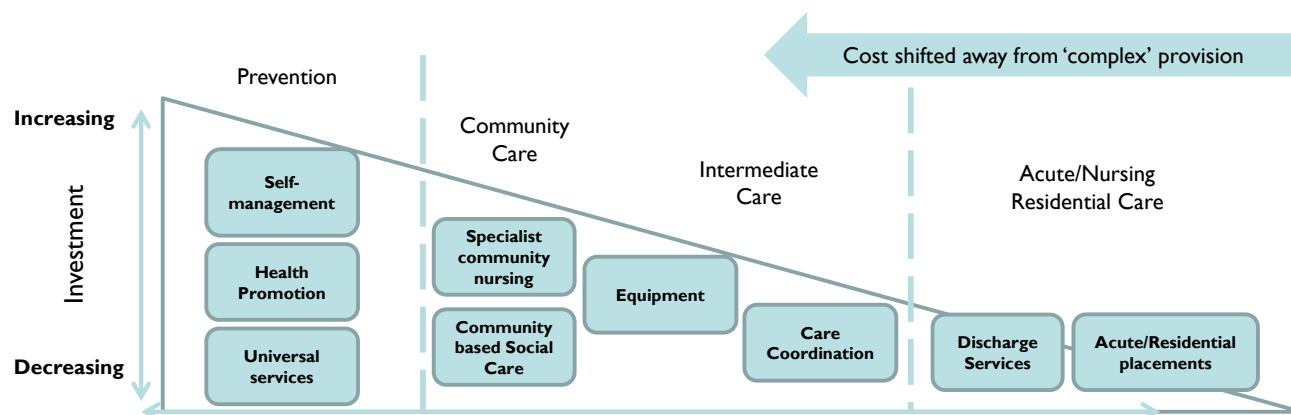 Cost shifted away from ‘complex’ provision
Prevention
Increasing
Community
Care
Intermediate
Care
Acute/Nursing
Residential Care
Investment
Self-
management
Health
Promotion
Universal
services
Specialist
community
nursing
Community
based Social
Care
Equipment
Care
Coordination
Discharge
Services
Acute/Residential
placements
Decreasing